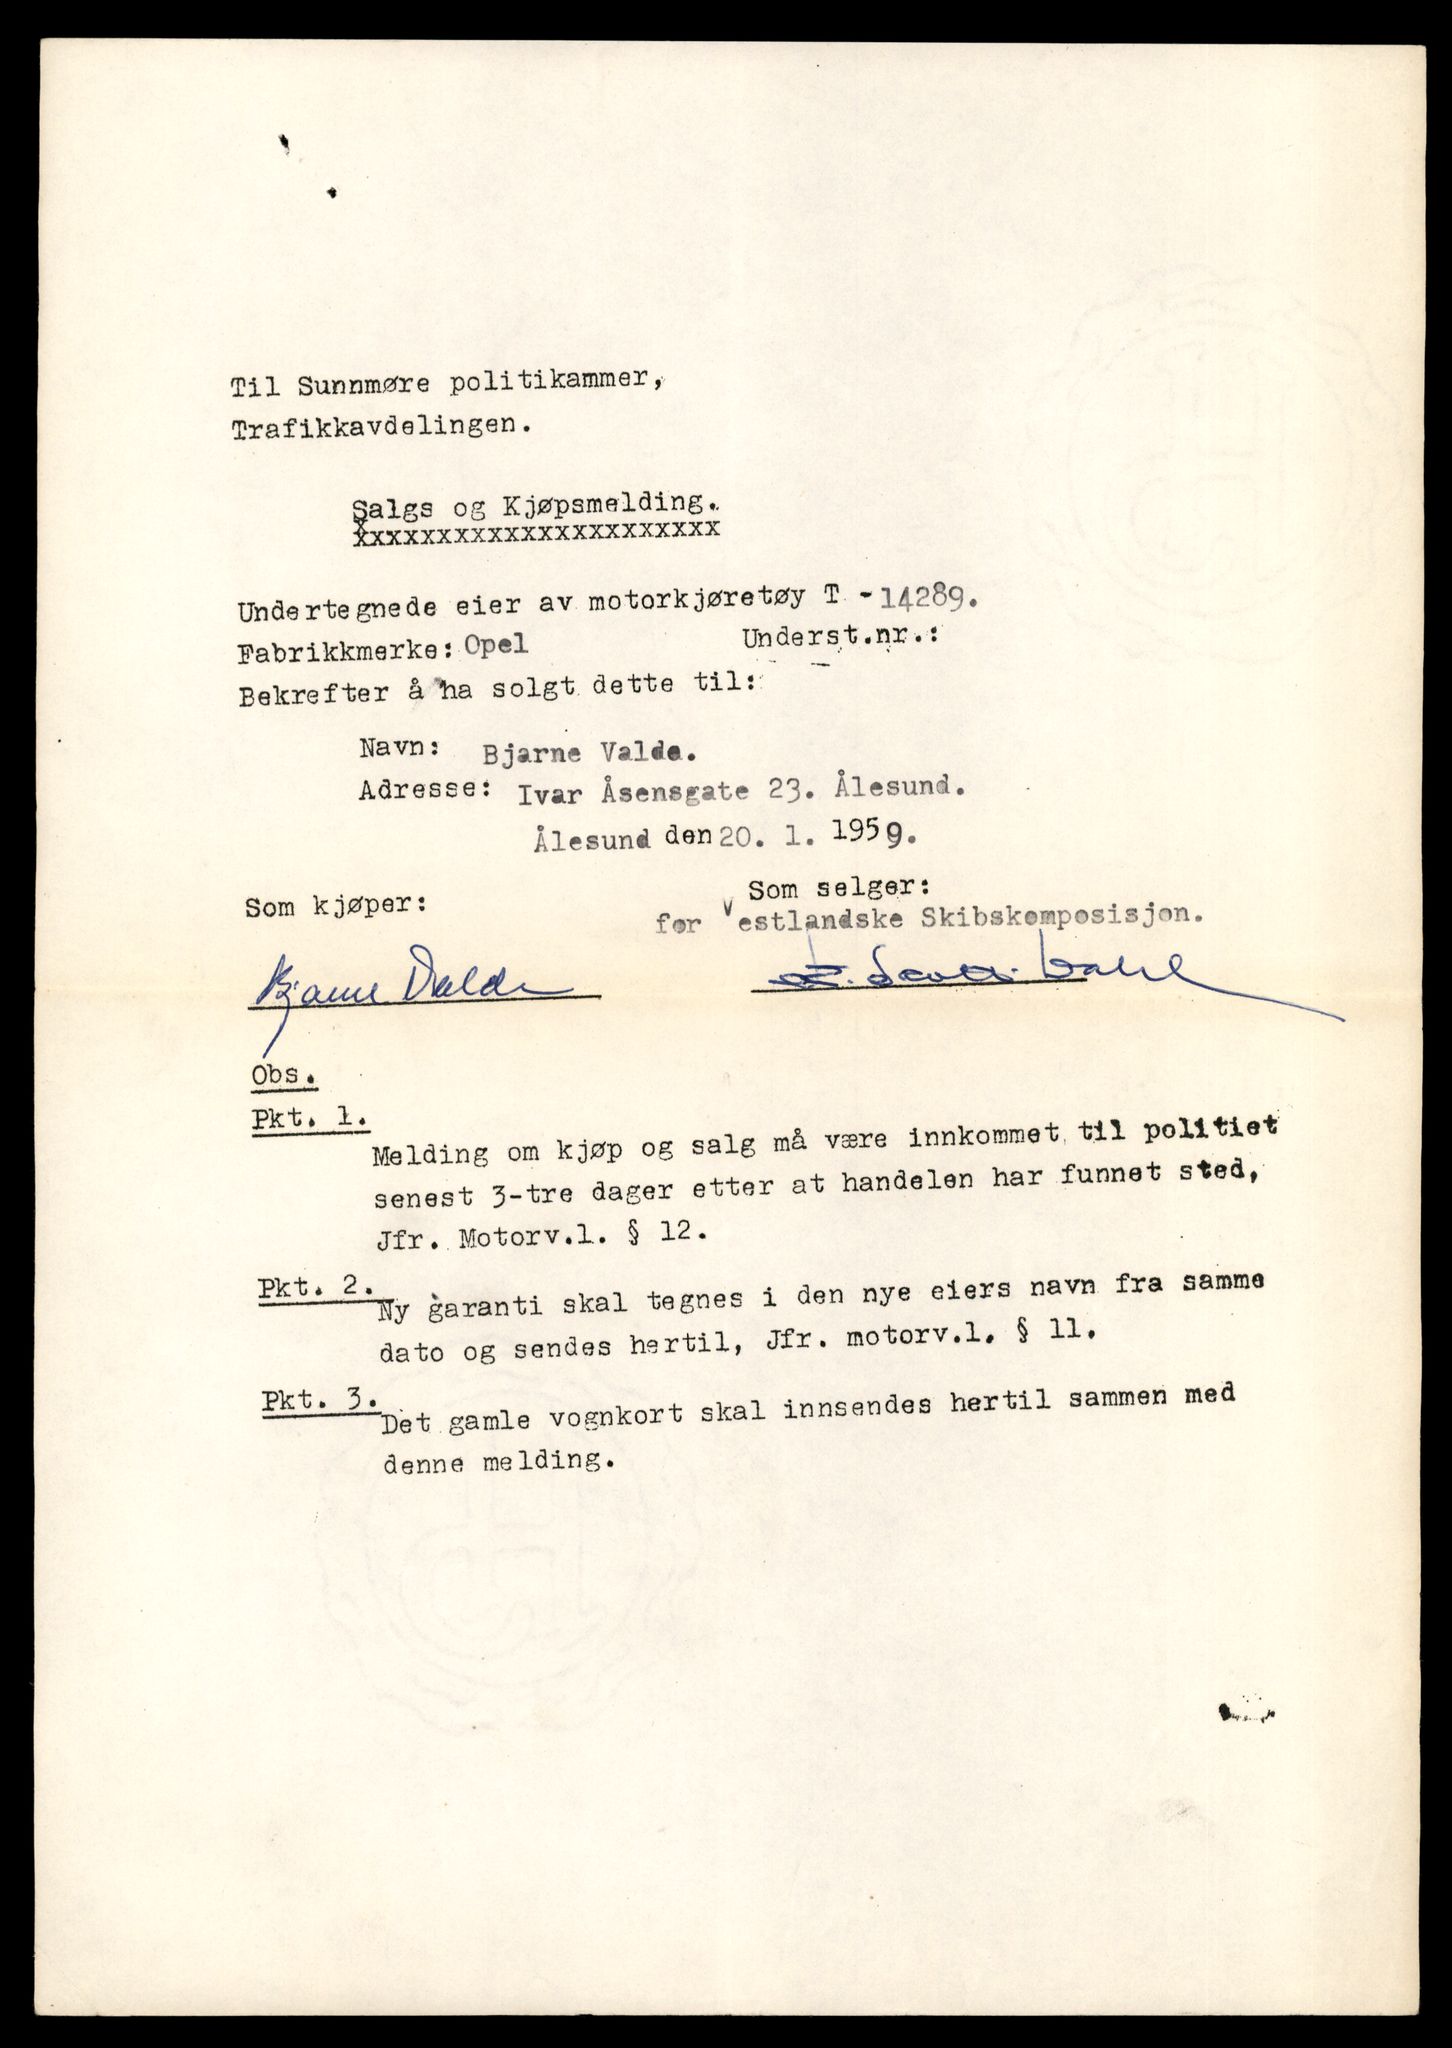 Til Sunnmøre politikammer,
Trafikkavdelingen.
Salgs og Kjøpsmelding.
xxxxxxxxxxxxxxxxxxxxxx
Undertegnede eier av motorkjøretøy T - 14289.
Fabrikkmerke: Opel Underst.nr.:
Bekrefter å ha solgt dette til:
Navn: Bjarne Valde.
Adresse: Ivar Åsensgate 23. Ålesund.
Ålesund den 20. 1. 1959.
Som kjøper: Som selger:
for Vestlandske Skibskomposisjon.
Bjarne Valde
Obs.
Pkt. 1.
Melding om kjøp og salg må være innkommet til politiet
senest 3-tre dager etter at handelen har funnet sted,
Jfr. Motorv.l. § 12.
Pkt. 2.
Ny garanti skal tegnes i den nye eiers navn fra samme
dato og sendes hertil, Jfr. motorv.l. § 11.
Pkt. 3.
Det gamle vognkort skal innsendes hertil sammen med
denne melding.